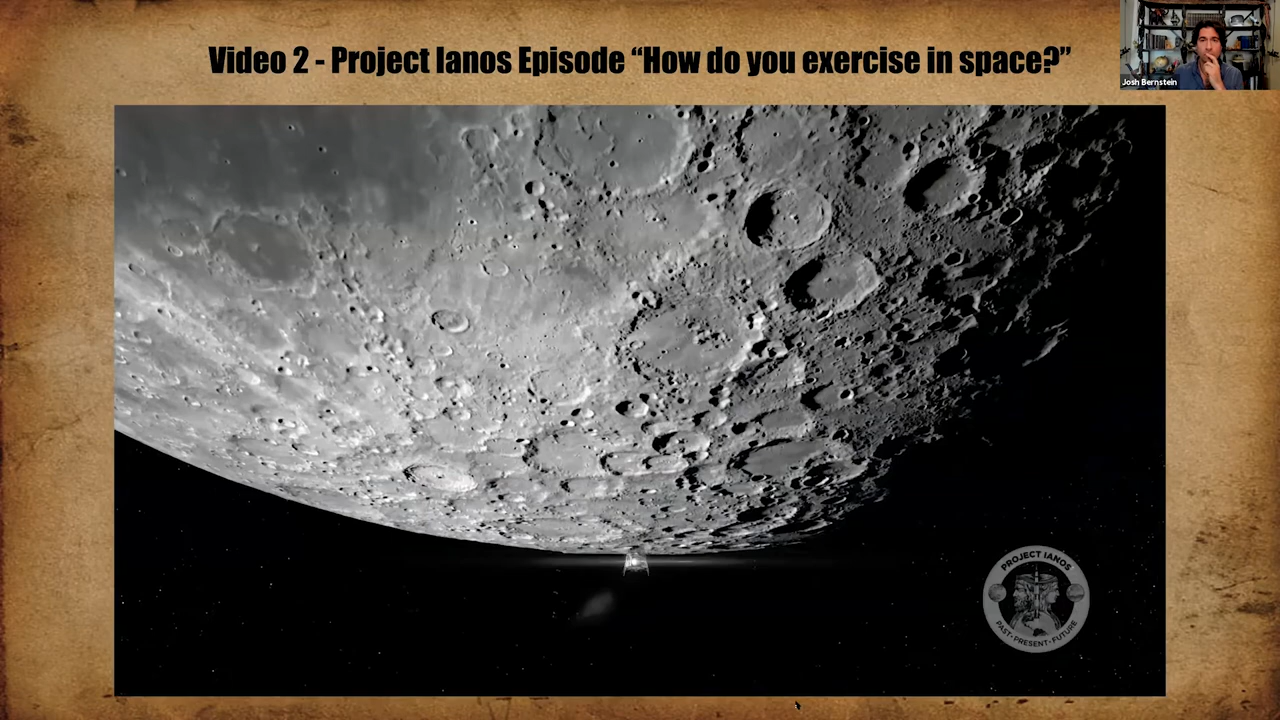 Video 2 - Project Ianos Episode “How do you exercise in space?”
Josh Bernstein
PROJECT IANOS
PAST • PRESENT • FUTURE